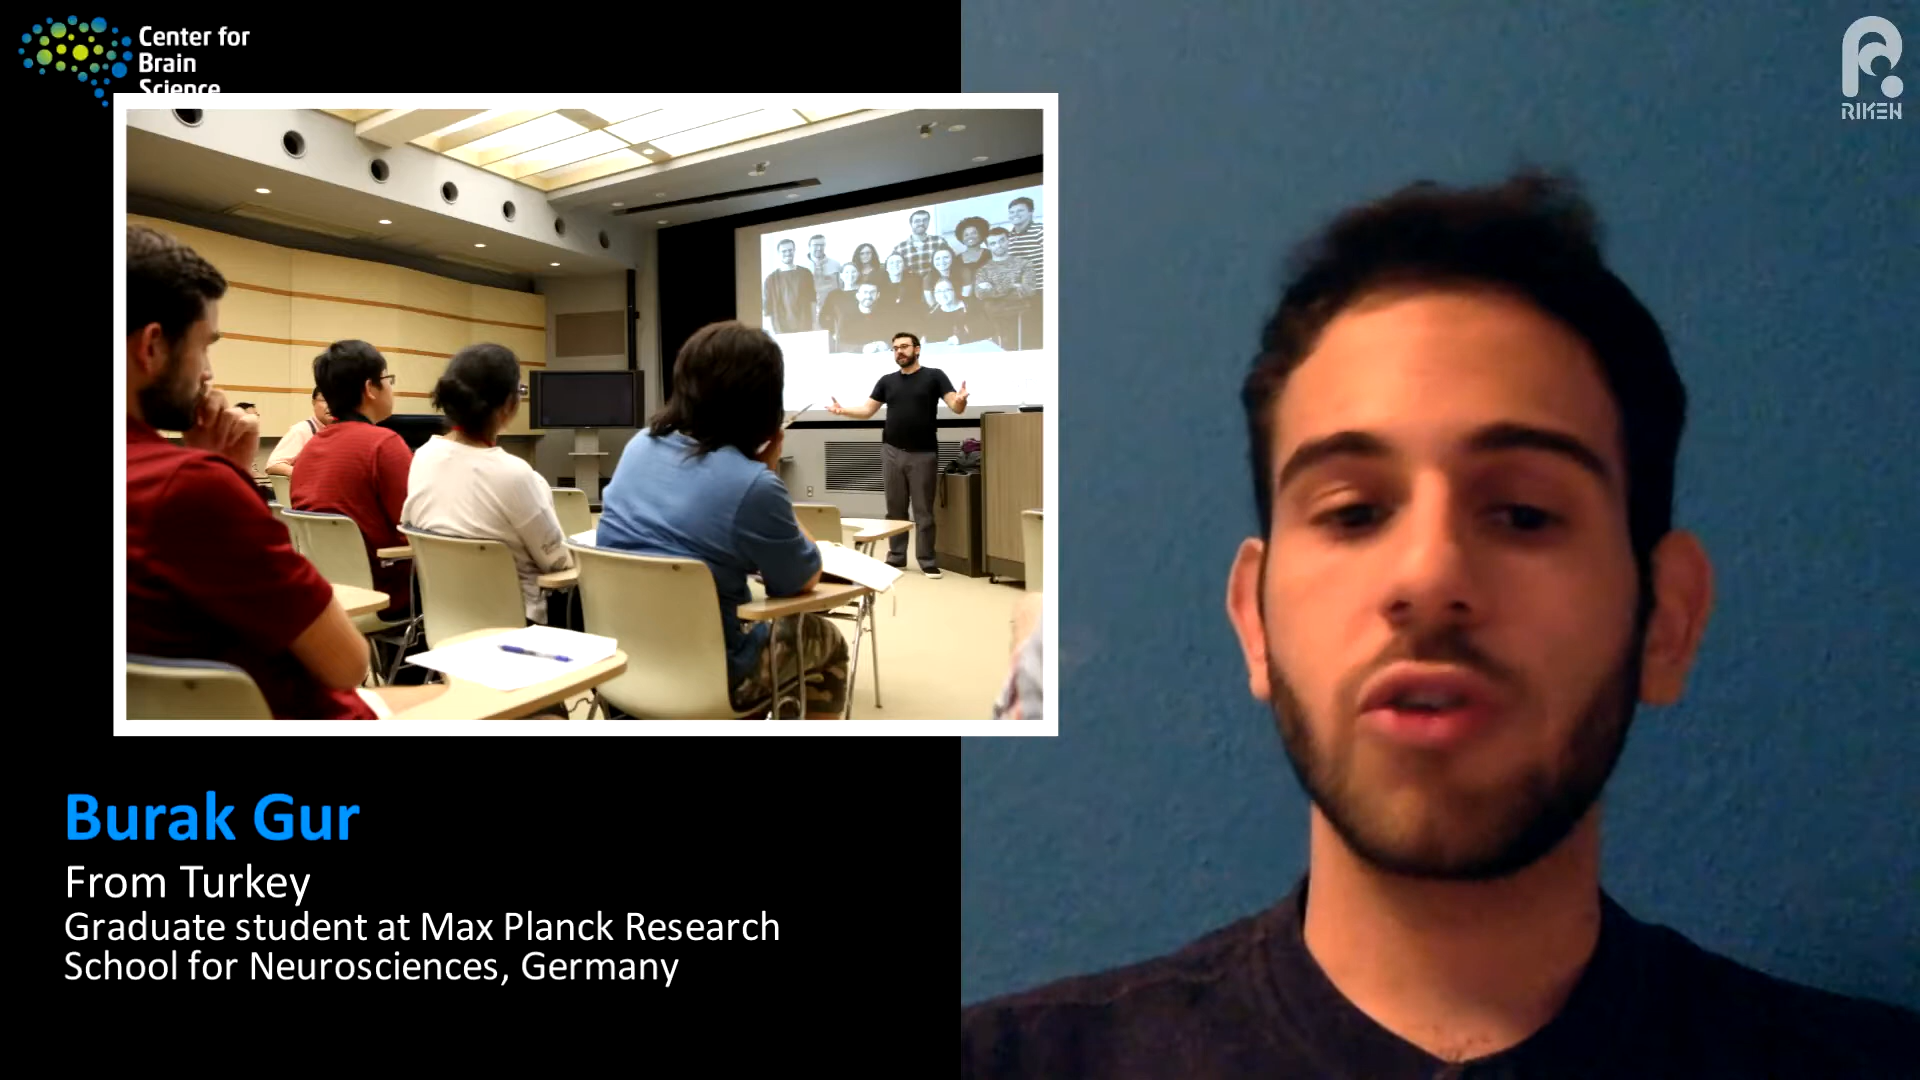 Center for
Brain
Science
RIKEN
Burak Gur
From Turkey
Graduate student at Max Planck Research
School for Neurosciences, Germany